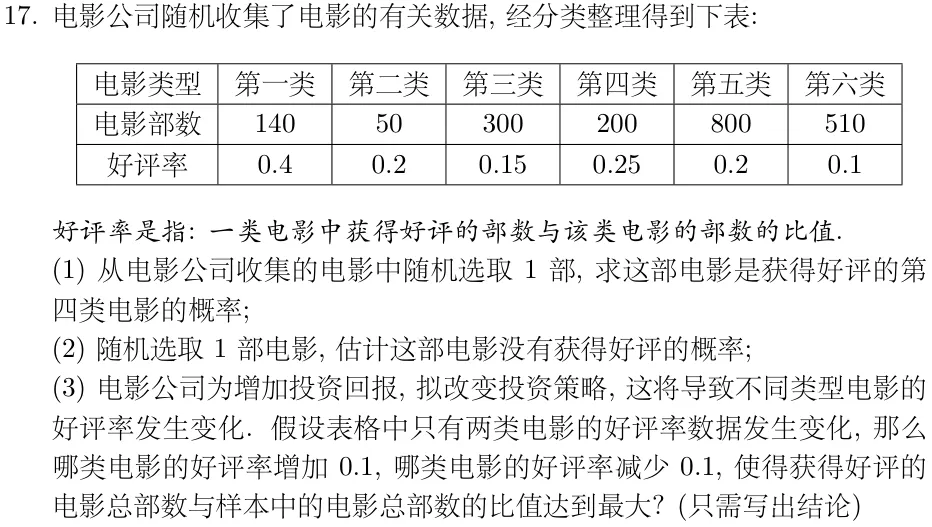 17. 电影公司随机收集了电影的有关数据, 经分类整理得到下表:
电影类型 第一类 第二类 第三类 第四类 第五类 第六类
电影部数 140 50 300 200 800 510
好评率 0.4 0.2 0.15 0.25 0.2 0.1
好评率是指: 一类电影中获得好评的部数与该类电影的部数的比值.
(1) 从电影公司收集的电影中随机选取 1 部, 求这部电影是获得好评的第
四类电影的概率;
(2) 随机选取 1 部电影, 估计这部电影没有获得好评的概率;
(3) 电影公司为增加投资回报, 拟改变投资策略, 这将导致不同类型电影的
好评率发生变化. 假设表格中只有两类电影的好评率数据发生变化, 那么
哪类电影的好评率增加 0.1, 哪类电影的好评率减少 0.1, 使得获得好评的
电影总部数与样本中的电影总部数的比值达到最大? (只需写出结论)